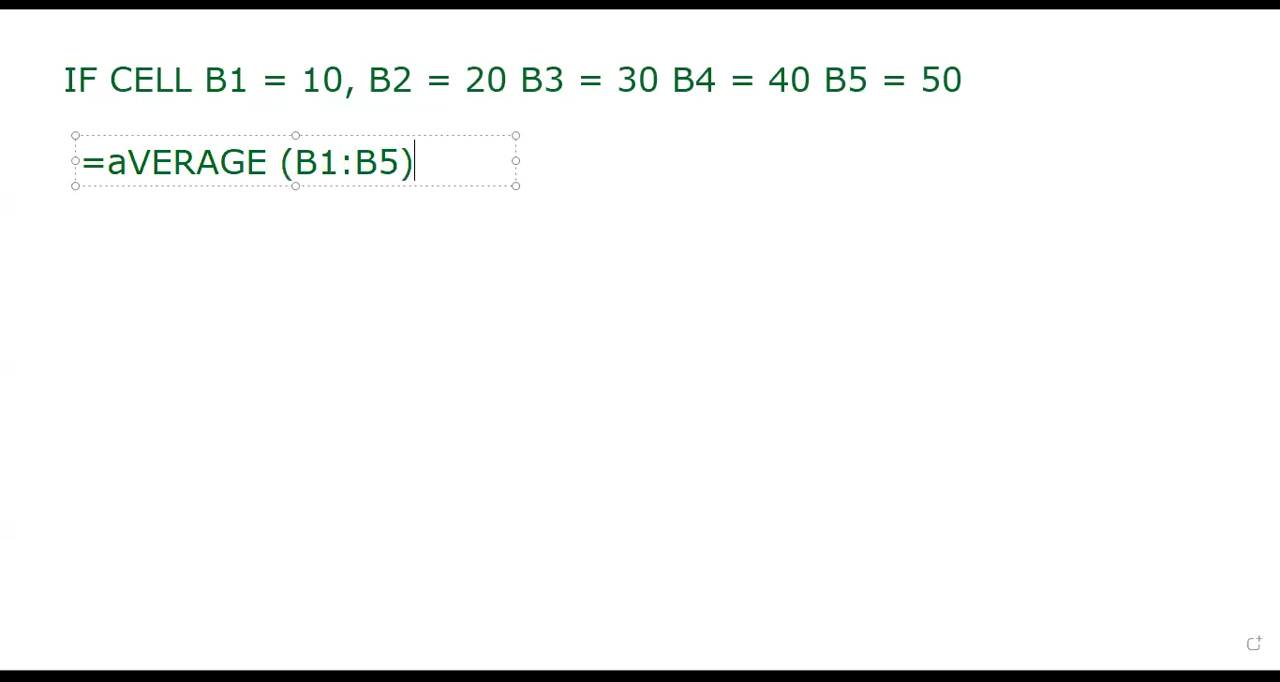 IF CELL B1 = 10, B2 = 20 B3 = 30 B4 = 40 B5 = 50
=aVERAGE (B1:B5)